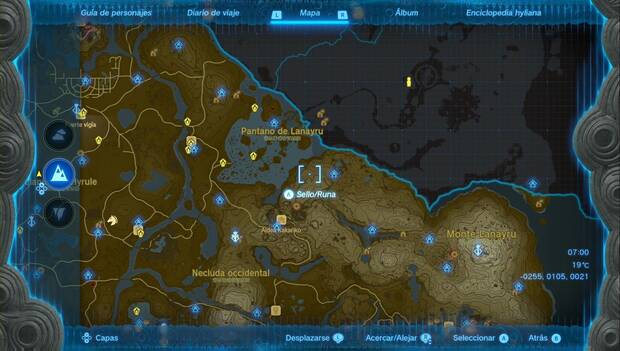 Guía de personajes
Diario de viaje
L
Mapa
R
Álbum
Enciclopedia hyliana
Pantano de Lanayru
A Sello/Runa
Aldea Kakariko
Monte Lanayru
Necluda occidental
07:00
19°C
-0255, 0105, 0021
Capas
Desplazarse L
Acercar/Alejar R
Seleccionar A
Atrás B